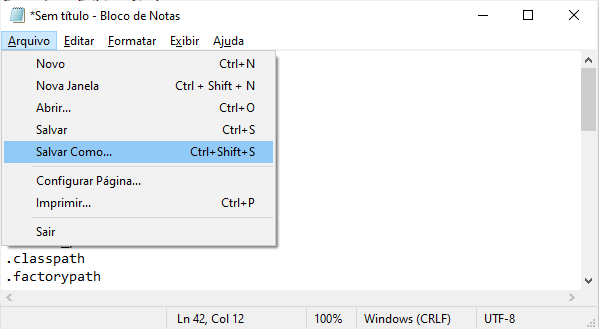 *Sem título - Bloco de Notas
Arquivo Editar Formatar Exibir Ajuda
Novo Ctrl+N
Nova Janela Ctrl + Shift + N
Abrir... Ctrl+O
Salvar Ctrl+S
Salvar Como... Ctrl+Shift+S
Configurar Página...
Imprimir... Ctrl+P
Sair
.classpath
.factorypath
Ln 42, Col 12 100% Windows (CRLF) UTF-8